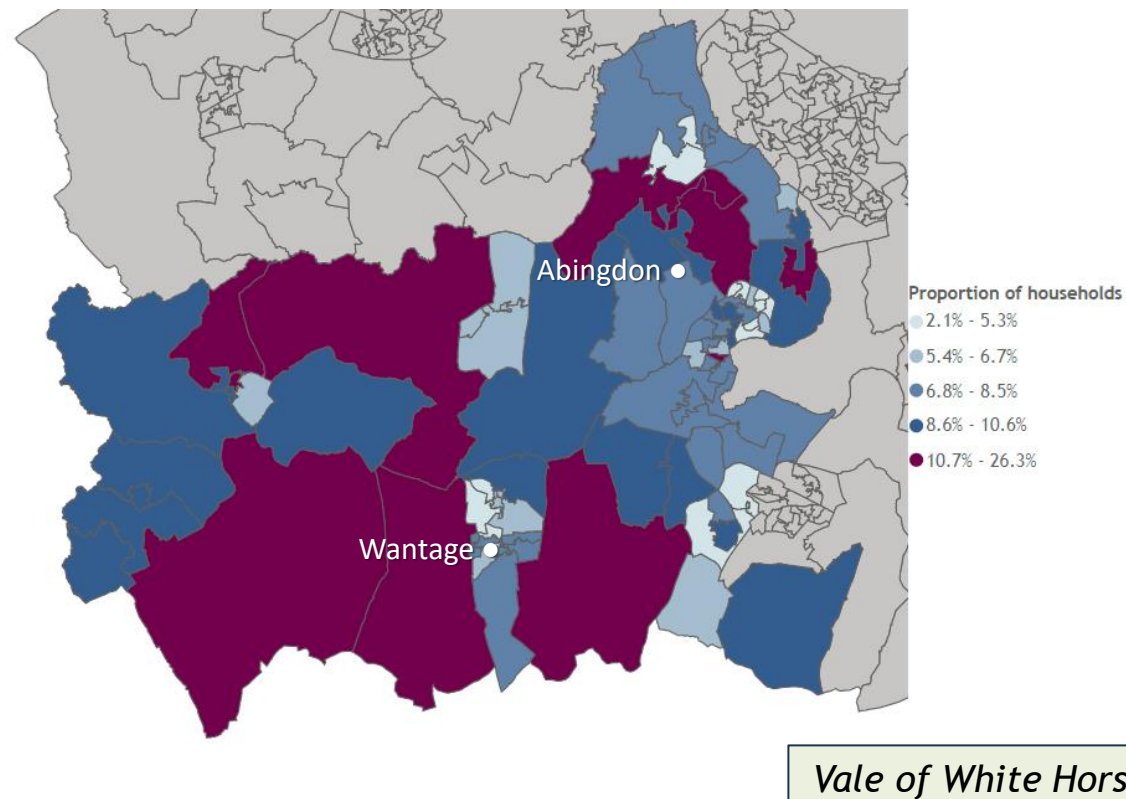 Abingdon
Proportion of households
2.1% - 5.3%
5.4% - 6.7%
6.8% - 8.5%
8.6% - 10.6%
10.7% - 26.3%
Wantage
Vale of White Hors